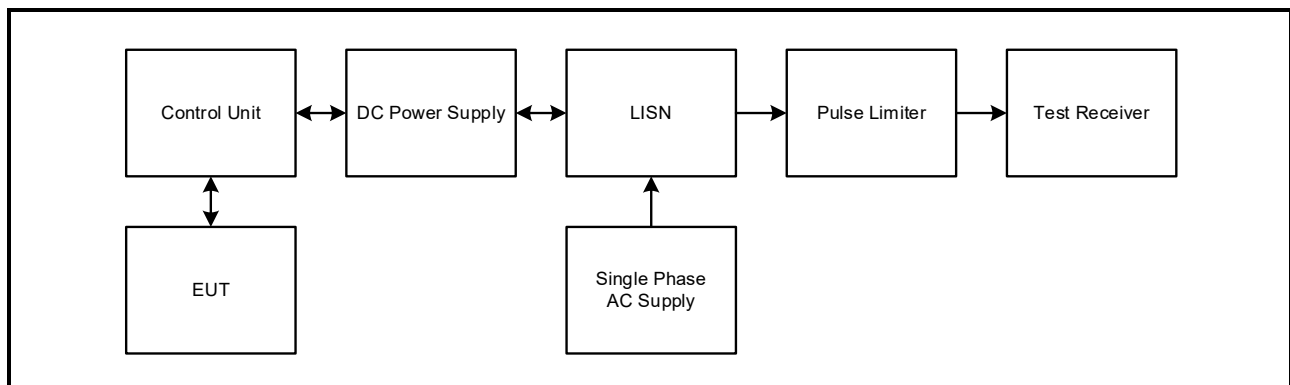 Control Unit
DC Power Supply
LISN
Pulse Limiter
Test Receiver
EUT
Single Phase
AC Supply